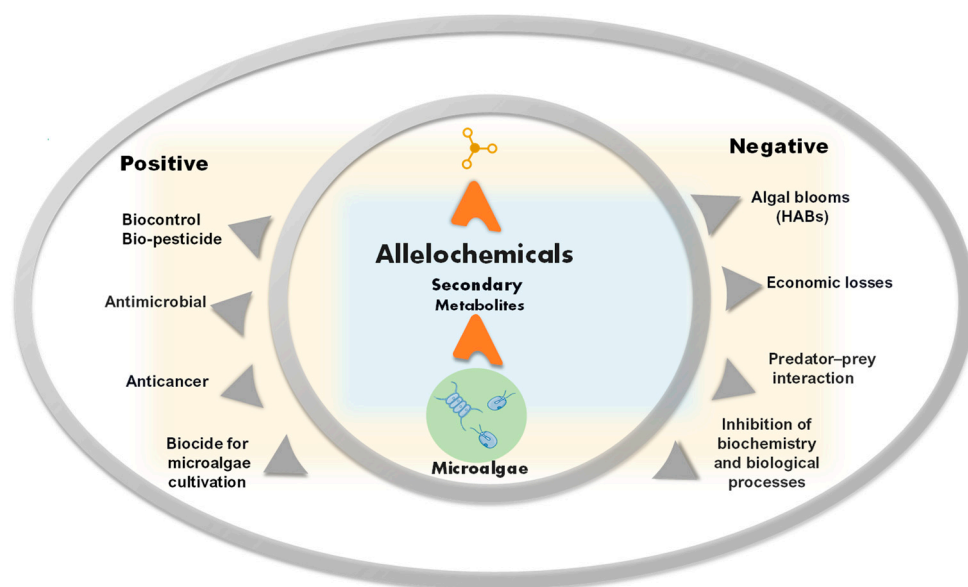 Positive
Biocontrol
Bio-pesticide
Antimicrobial
Anticancer
Biocide for
microalgae
cultivation
Allelochemicals
Secondary
Metabolites
Microalgae
Negative
Algal blooms
(HABs)
Economic losses
Predator–prey
interaction
Inhibition of
biochemistry
and biological
processes